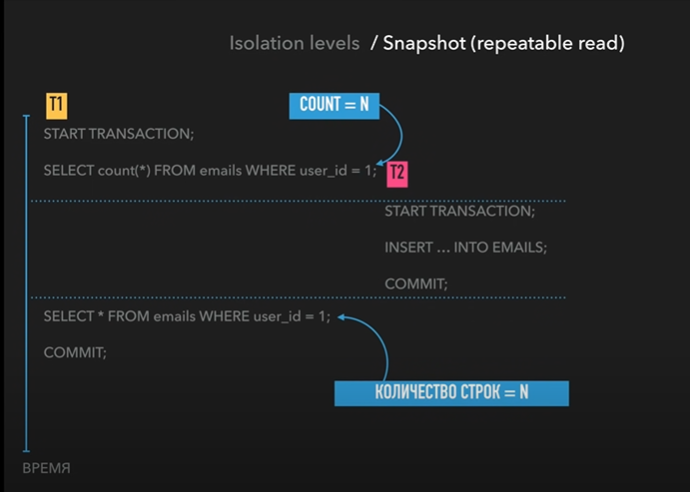 Isolation levels / Snapshot (repeatable read)
T1
COUNT = N
START TRANSACTION;
SELECT count(*) FROM emails WHERE user_id = 1;
T2
START TRANSACTION;
INSERT ... INTO EMAILS;
COMMIT;
SELECT * FROM emails WHERE user_id = 1;
COMMIT;
КОЛИЧЕСТВО СТРОК = N
ВРЕМЯ